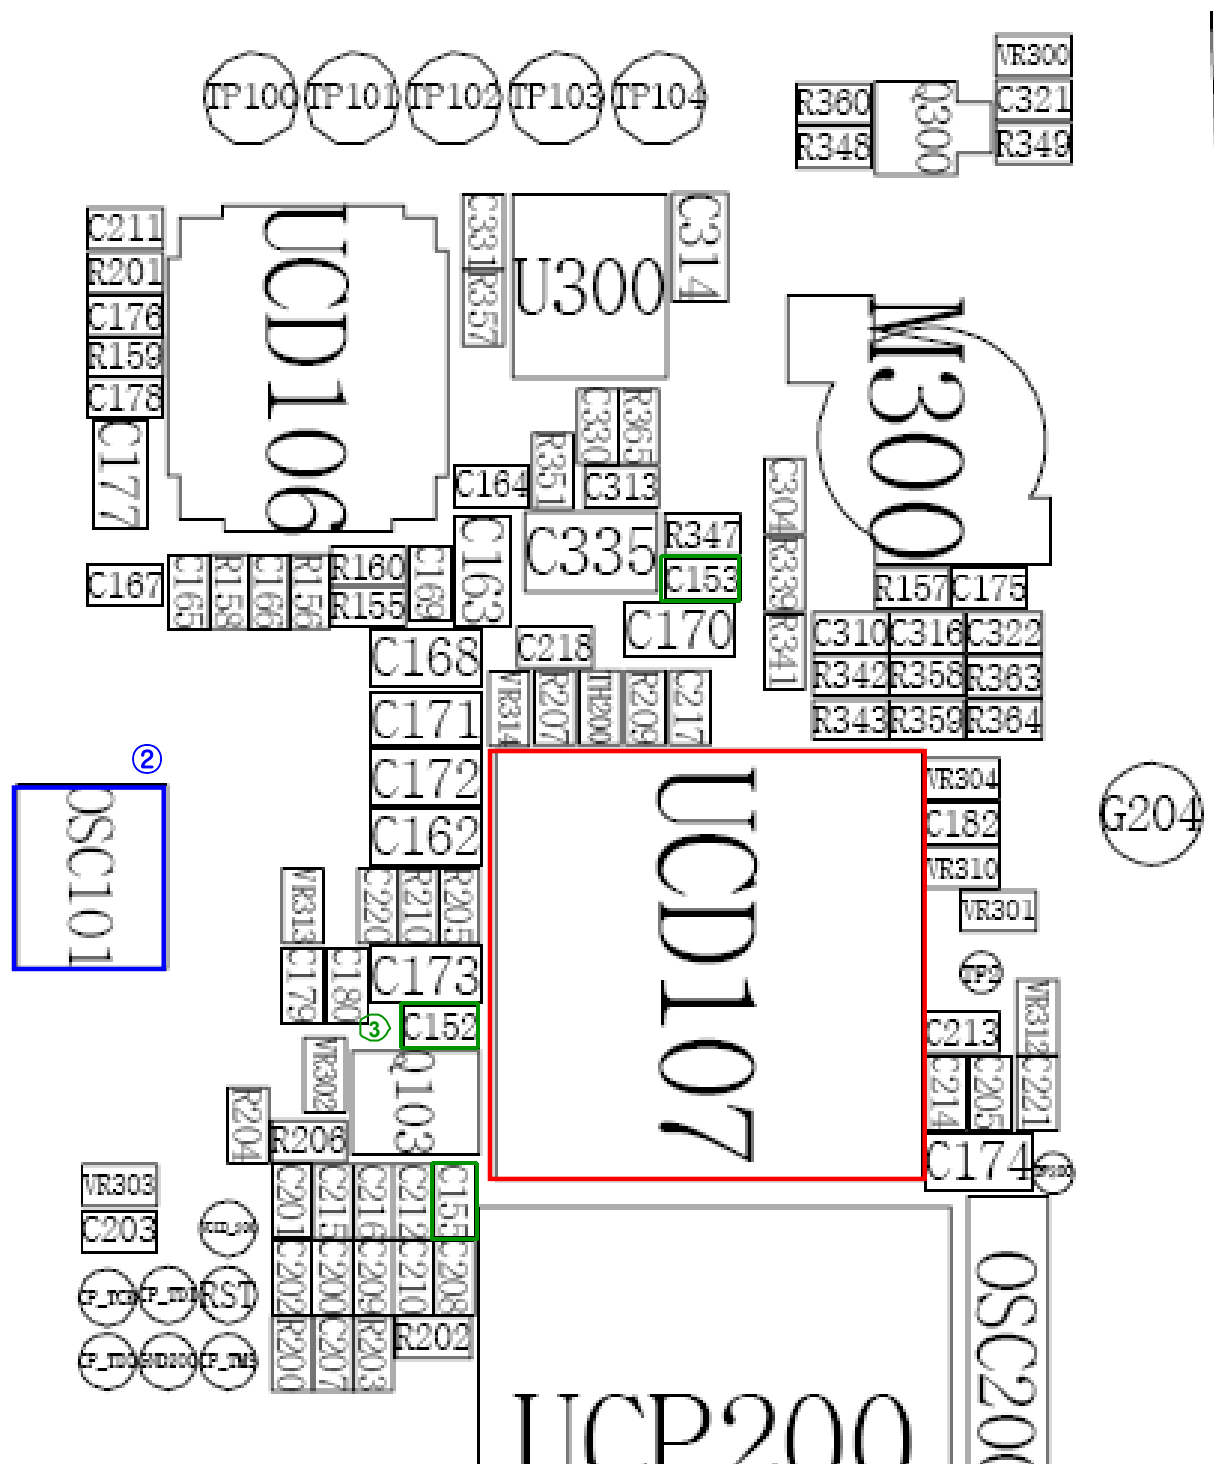 VR300
TP100 TP101 TP102 TP103 TP104
R360 Q300 C321
R348 R349
C211 UCD106 C331 U300 C314
R201
C176 R357
R159 M300
C178
C177 C330 R365
R351
C164 C313 C304
C163 C335 R347
C167 C165 R158 C166 R156 R160 C169 C153 R339 R157 C175
R155
C170 C310 C316 C322
C168 C218 R341
R342 R358 R363
C171 VR314 R207 TH200 R209 C217 R343 R359 R364
② C172 UCD107 VR304
OSC101 C162 C182 G204
VR310
VR313 C220 R210 R205 VR301
C179 C180 C173 TP2
③ C152 C213 VR312
VR302 Q103
R204 C214 C205 C221
R206
C174
VR303 C201 C215 C216 C212 C155
C203
C202 C200 C209 C210 C208 OSC200
RST
R202
R200 C207 R203
UCP200